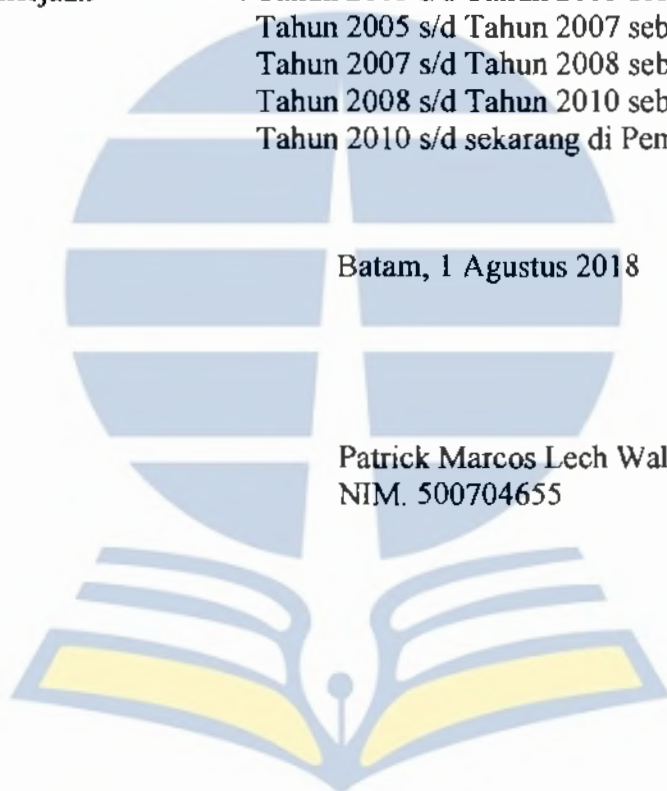 Tahun 2005 s/d Tahun 2007 seb
Tahun 2007 s/d Tahun 2008 seb
Tahun 2008 s/d Tahun 2010 seb
Tahun 2010 s/d sekarang di Pem
Batam, 1 Agustus 2018
Patrick Marcos Lech Wal
NIM. 500704655